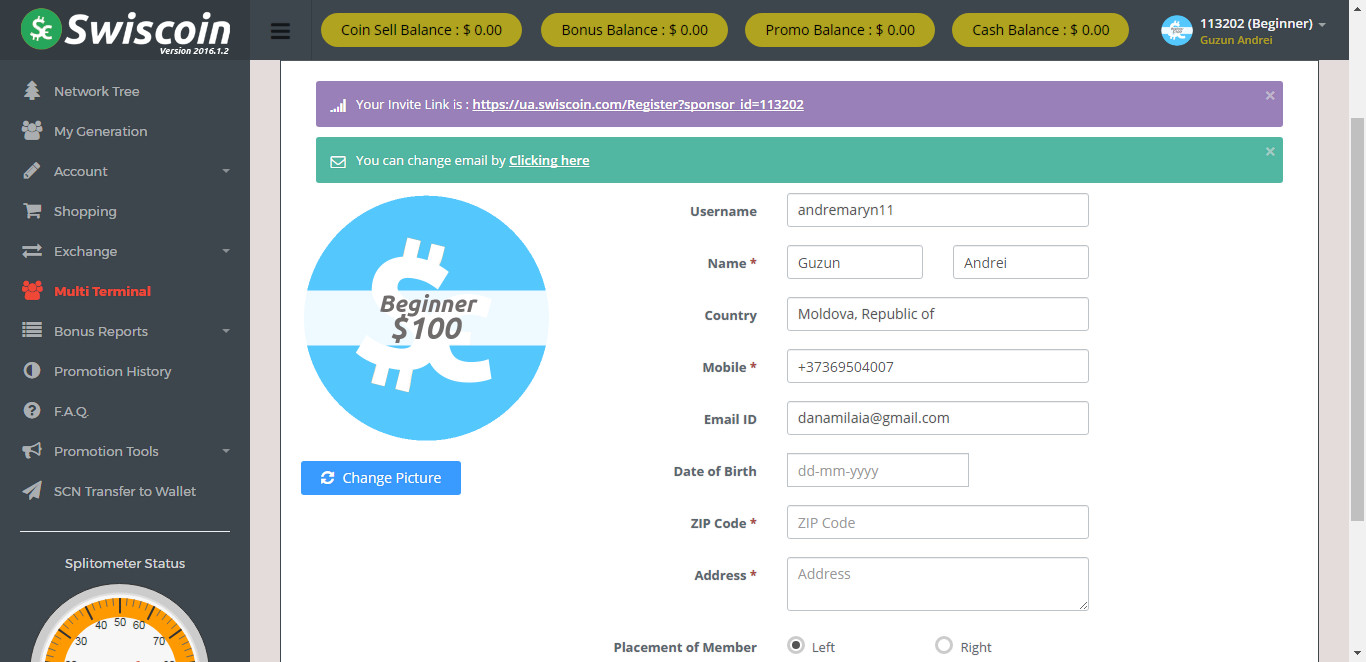 Swiscoin
Version 2016.1.2
Coin Sell Balance : $ 0.00
Bonus Balance : $ 0.00
Promo Balance : $ 0.00
Cash Balance : $ 0.00
113202 (Beginner)
Guzun Andrei
Network Tree
My Generation
Account
Shopping
Exchange
Multi Terminal
Bonus Reports
Promotion History
F.A.Q.
Promotion Tools
SCN Transfer to Wallet
Splitometer Status
30 40 50 60 70
Your Invite Link is : https://ua.swiscoin.com/Register?sponsor_id=113202
×
You can change email by Clicking here
×
Beginner
$100
Change Picture
Username andremaryn11
Name * Guzun Andrei
Country Moldova, Republic of
Mobile * +37369504007
Email ID danamilaia@gmail.com
Date of Birth dd-mm-yyyy
ZIP Code * ZIP Code
Address * Address
Placement of Member Left Right